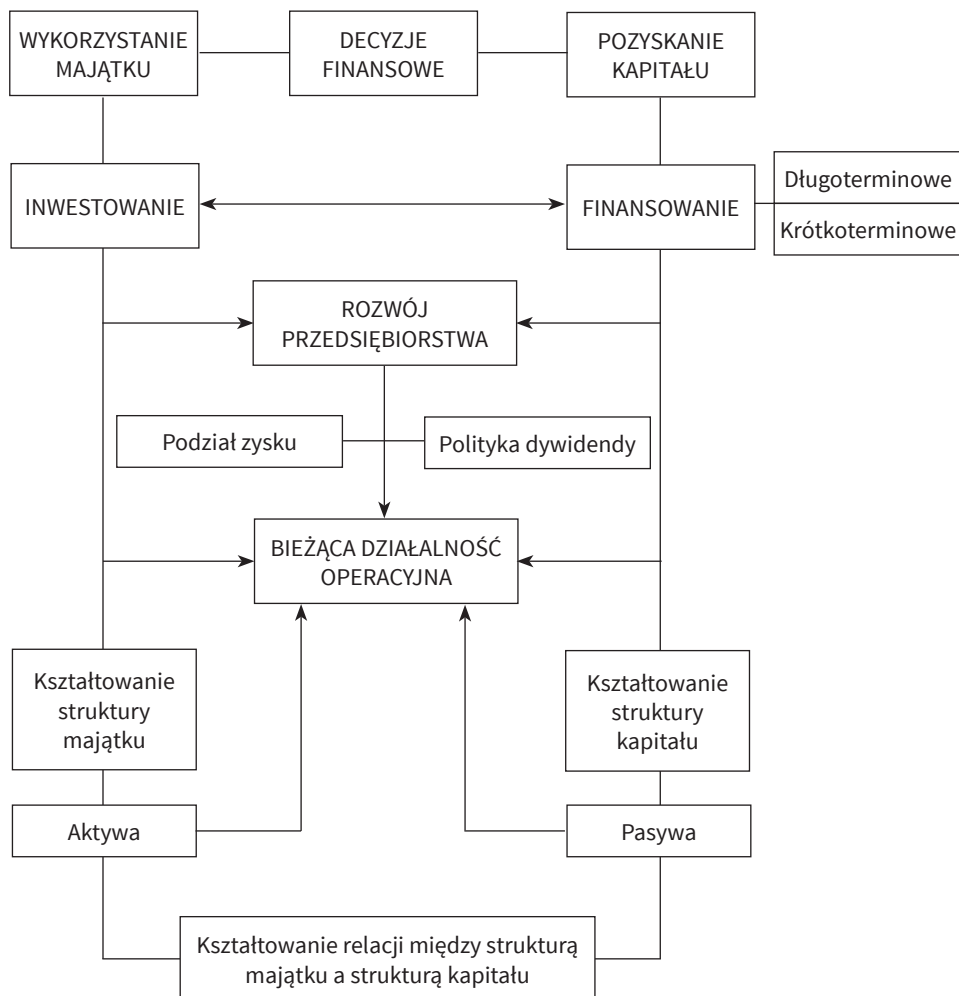 WYKORZYSTANIE
MAJĄTKU
DECYZJE
FINANSOWE
POZYSKANIE
KAPITAŁU
INWESTOWANIE
FINANSOWANIE
Długoterminowe
Krótkoterminowe
ROZWÓJ
PRZEDSIĘBIORSTWA
Podział zysku
Polityka dywidendy
BIEŻĄCA DZIAŁALNOŚĆ
OPERACYJNA
Kształtowanie
struktury
majątku
Kształtowanie
struktury
kapitału
Aktywa
Pasywa
Kształtowanie relacji między strukturą
majątku a strukturą kapitału